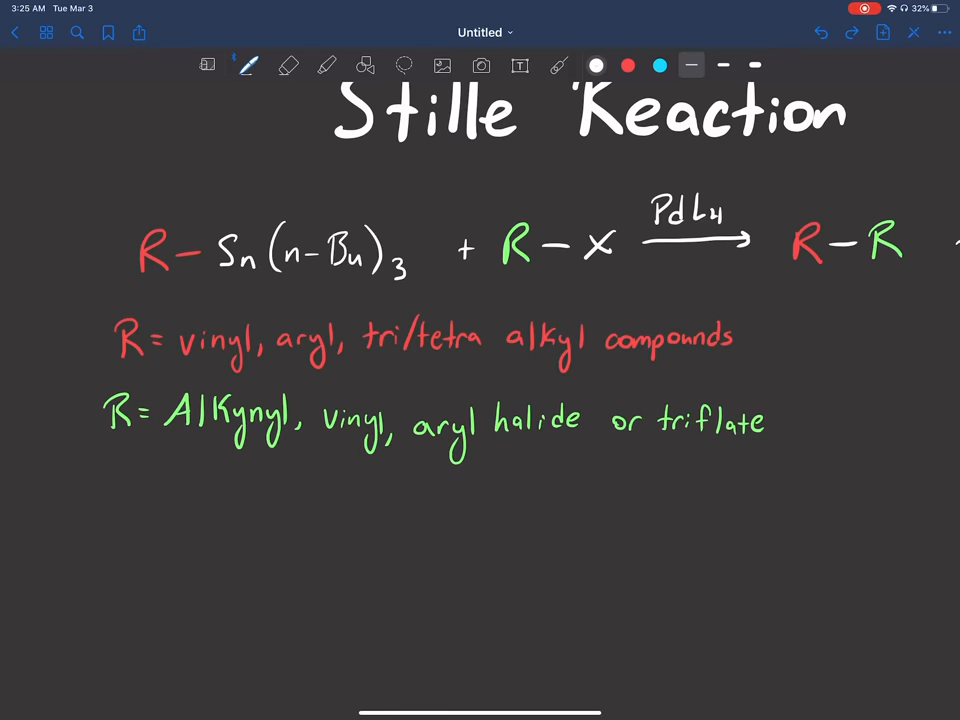 3:25 AM Tue Mar 3
32%
Untitled
Stille Reaction
PdL4
R-Sn(n-Bu)3 + R-X → R-R
R= vinyl, aryl, tri/tetra alkyl compounds
R= Alkynyl, vinyl, aryl halide or triflate